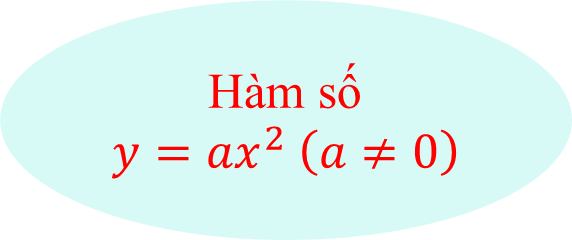 Hàm số
𝑦 = 𝑎𝑥² (𝑎 ≠ 0)